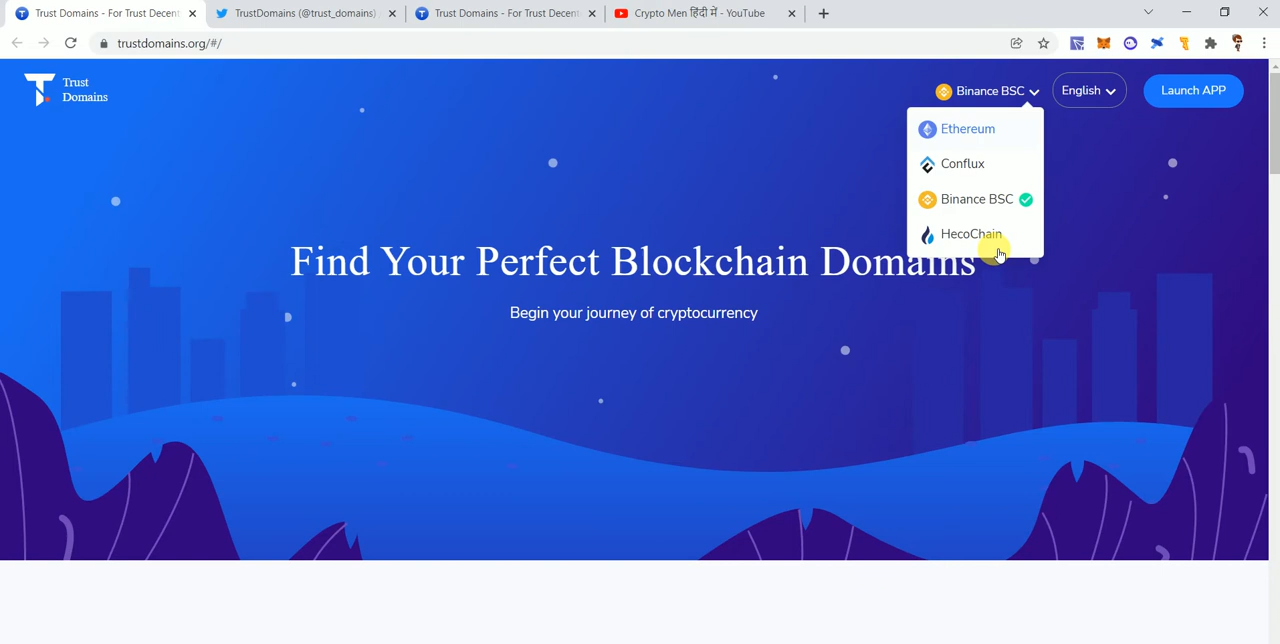 Trust Domains - For Trust Decent
TrustDomains (@trust_domains)
Trust Domains - For Trust Decent
Crypto Men हिंदी में - YouTube
trustdomains.org/#/
Trust
Domains
Binance BSC
English
Launch APP
Ethereum
Conflux
Binance BSC
HecoChain
Find Your Perfect Blockchain Domains
Begin your journey of cryptocurrency